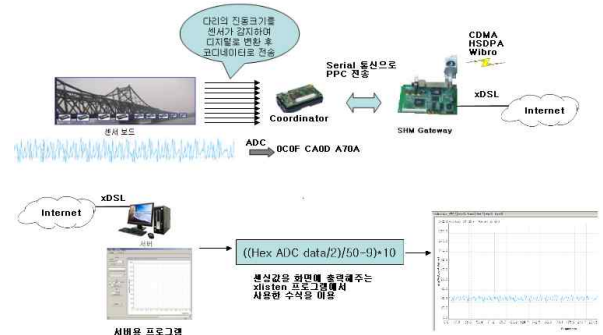 다리의 진동크기를
센서가 감지하여
디지털로 변환 후
코디네이터로 전송
CDMA
HSDPA
Wibro
Serial 통신으로
PPC 전송
xDSL
Internet
Coordinator
SHM Gateway
센서 보드
ADC
0C0F CA0D A70A
xDSL
Internet
서버
((Hex ADC data/2)/50-9)*10
센싱값을 화면에 출력해주는
xlisten 프로그램에서
사용한 수식을 이용
서버용 프로그램